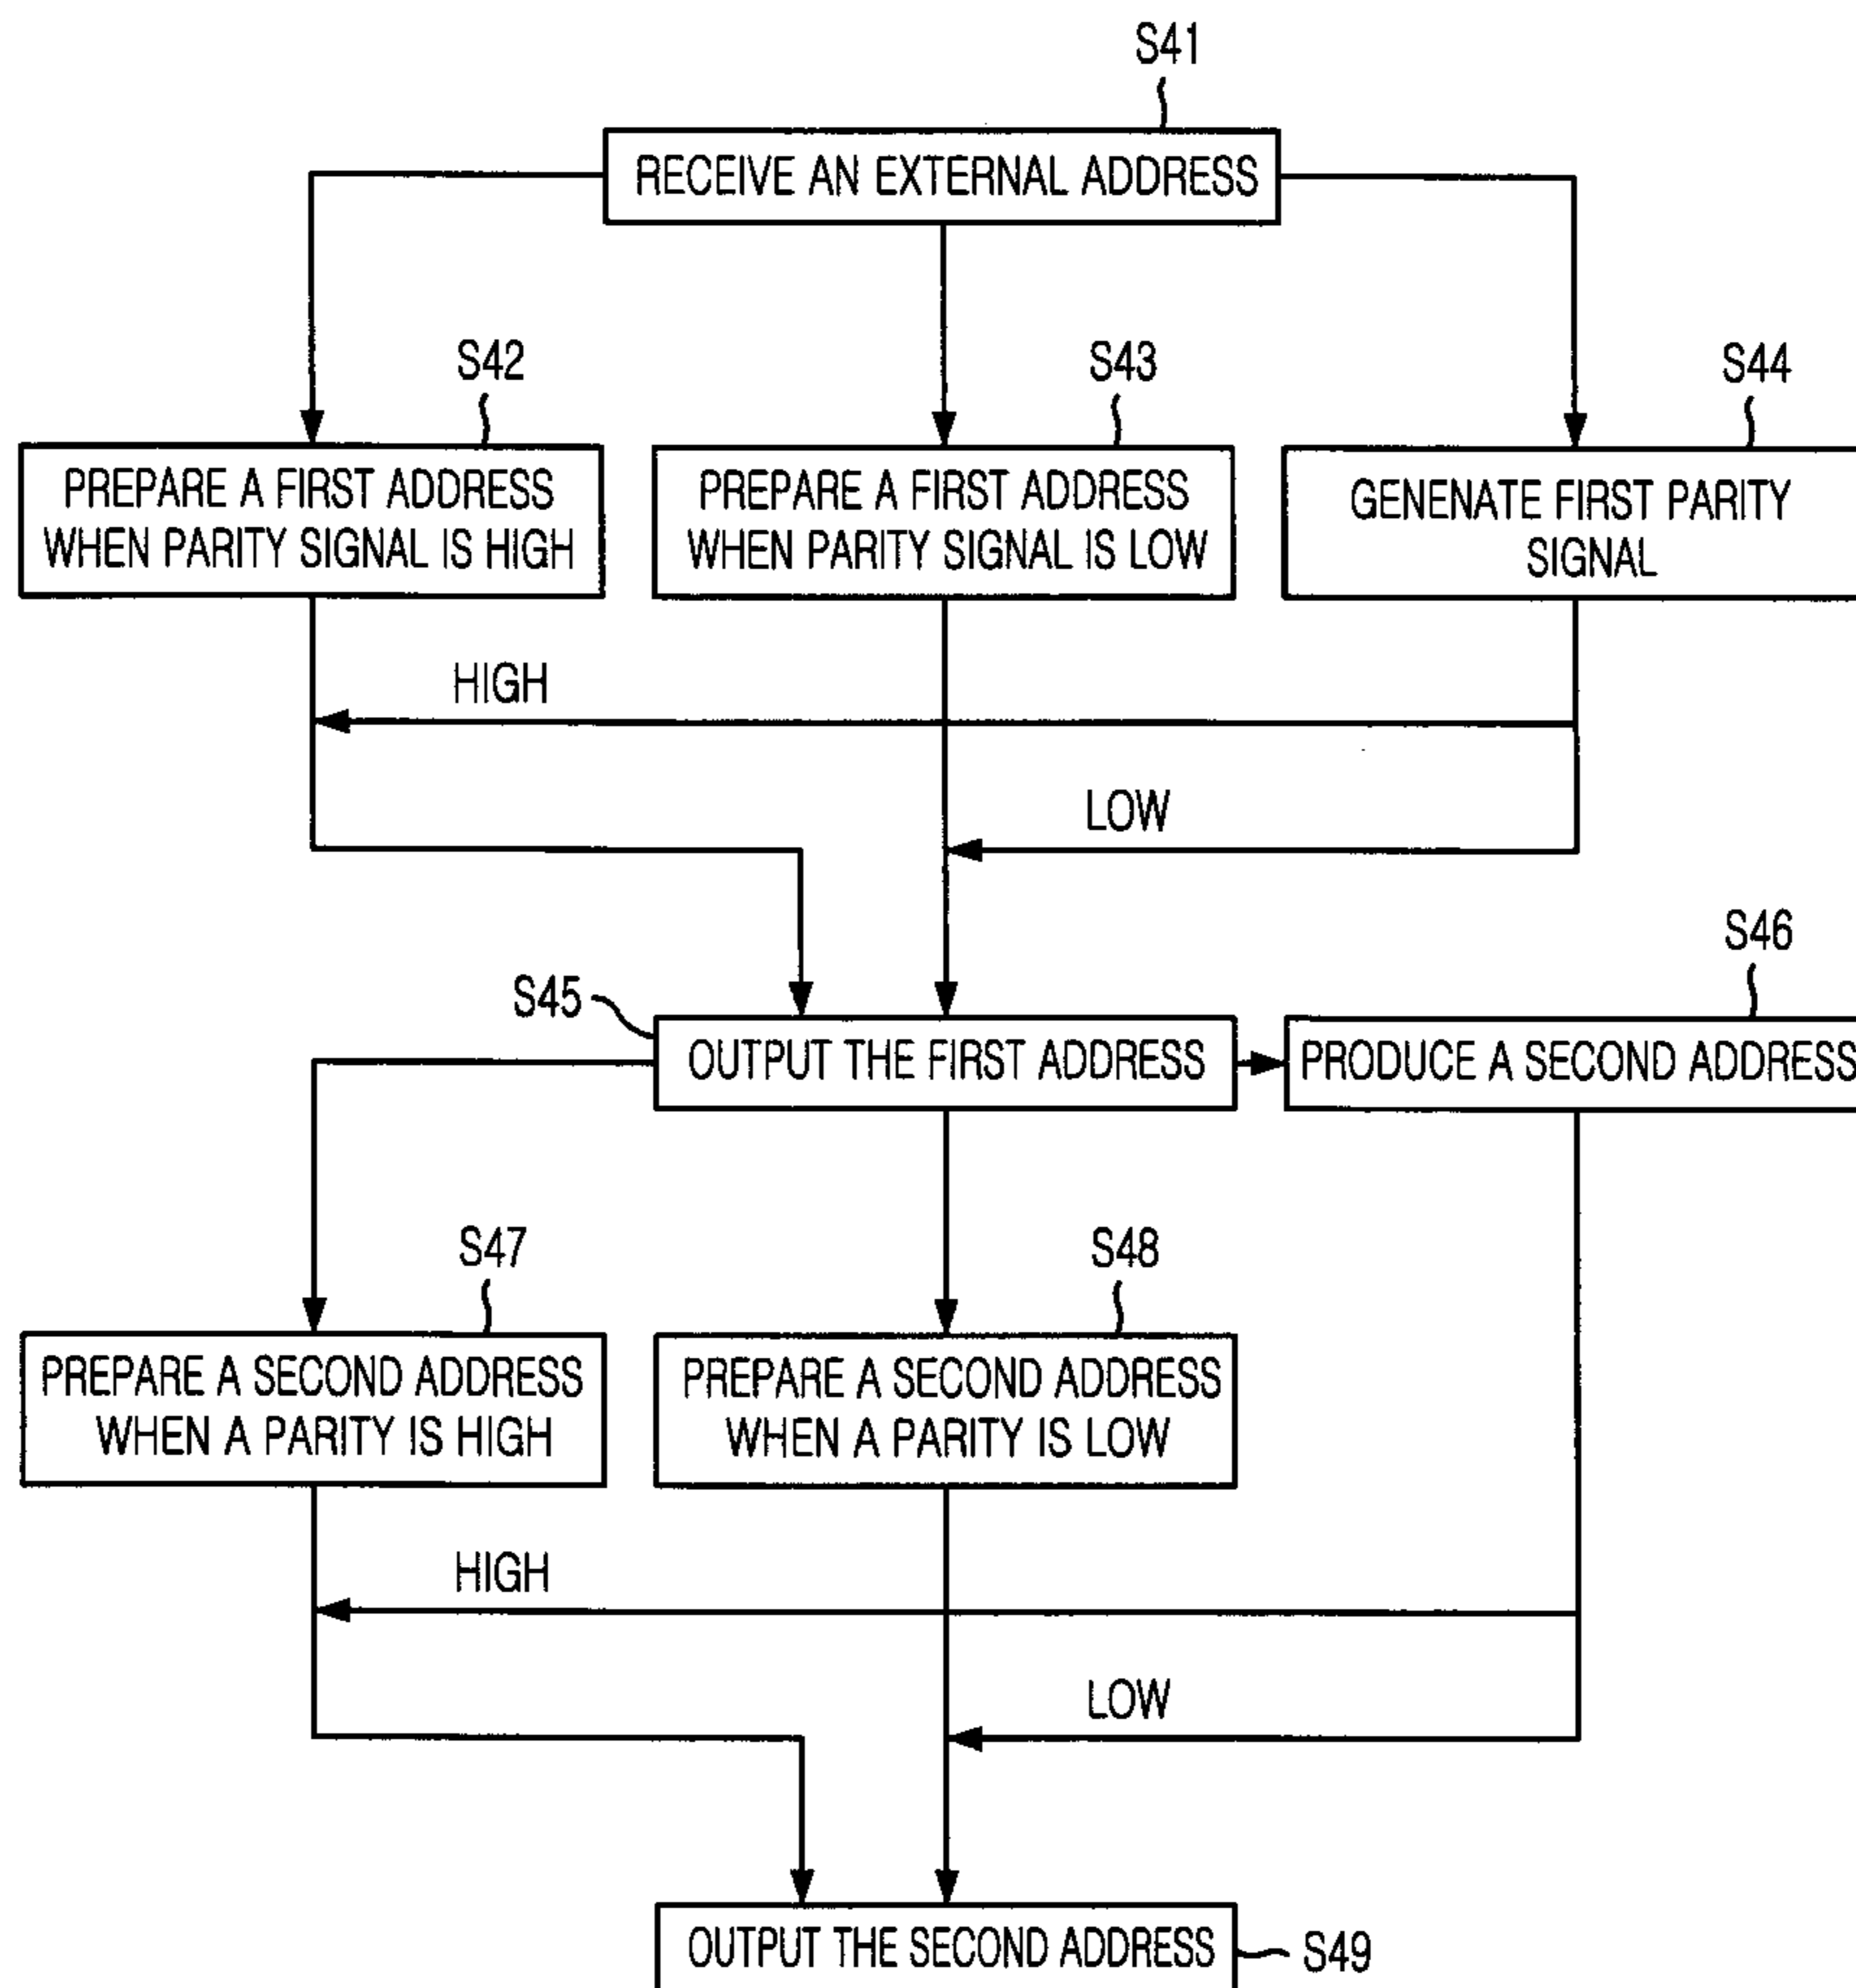 S41
RECEIVE AN EXTERNAL ADDRESS
S42
S43
S44
PREPARE A FIRST ADDRESS
WHEN PARITY SIGNAL IS HIGH
PREPARE A FIRST ADDRESS
WHEN PARITY SIGNAL IS LOW
GENENATE FIRST PARITY
SIGNAL
HIGH
LOW
S45
S46
OUTPUT THE FIRST ADDRESS
PRODUCE A SECOND ADDRESS
S47
S48
PREPARE A SECOND ADDRESS
WHEN A PARITY IS HIGH
PREPARE A SECOND ADDRESS
WHEN A PARITY IS LOW
HIGH
LOW
OUTPUT THE SECOND ADDRESS
S49